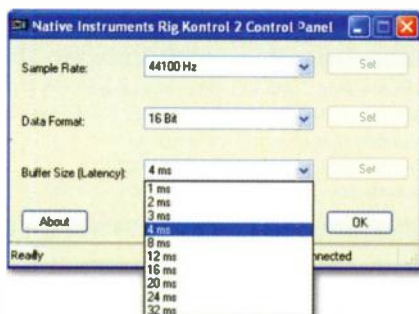 Native Instruments Rig Kontrol 2 Control Panel
Sample Rate: 44100 Hz Set
Data Format: 16 Bit Set
Buffer Size (Latency): 4 ms Set
1 ms
2 ms
3 ms
4 ms
About 8 ms OK
12 ms
Ready 16 ms nnected
20 ms
24 ms
32 ms